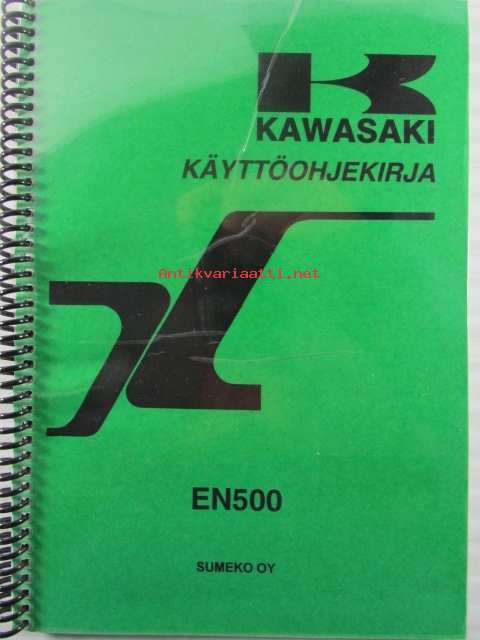 KAWASAKI
KÄYTTÖOHJEKIRJA
Antikvariaatti.net
EN500
SUMEKO OY